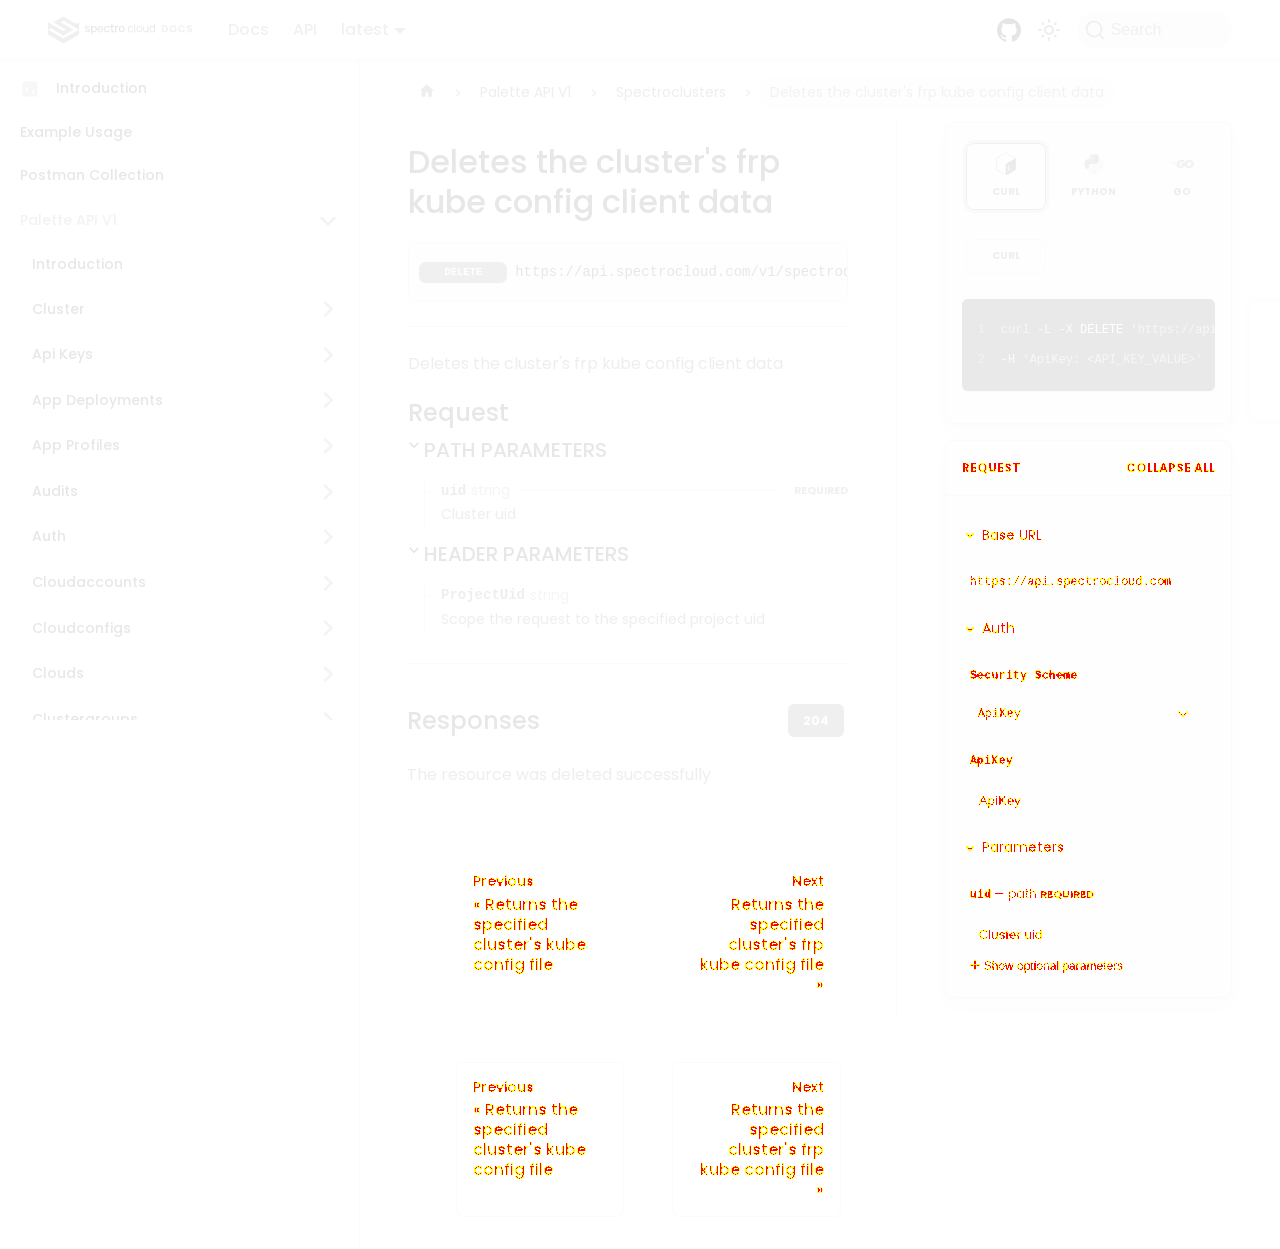 spectro cloud DOCS
Docs
API
latest
Search
Introduction
Example Usage
Postman Collection
Palette API V1
Introduction
Cluster
Api Keys
App Deployments
App Profiles
Audits
Auth
Cloudaccounts
Cloudconfigs
Clouds
Clustergroups
Palette API V1
Spectroclusters
Deletes the cluster's frp kube config client data
Deletes the cluster's frp
kube config client data
DELETE https://api.spectrocloud.com/v1/spectroc
Deletes the cluster's frp kube config client data
Request
PATH PARAMETERS
uid string REQUIRED
Cluster uid
HEADER PARAMETERS
ProjectUid string
Scope the request to the specified project uid
Responses
204
The resource was deleted successfully
Previous
« Returns the
specified
cluster's kube
config file
Next
Returns the
specified
cluster's frp
kube config file
»
Previous
« Returns the
specified
cluster's kube
config file
Next
Returns the
specified
cluster's frp
kube config file
»
CURL
PYTHON
GO
CURL
1 curl -L -X DELETE 'https://api
2 -H 'ApiKey: <API_KEY_VALUE>'
REQUEST
COLLAPSE ALL
Base URL
https://api.spectrocloud.com
Auth
Security Scheme
ApiKey
ApiKey
ApiKey
Parameters
uid — path REQUIRED
Cluster uid
Show optional parameters